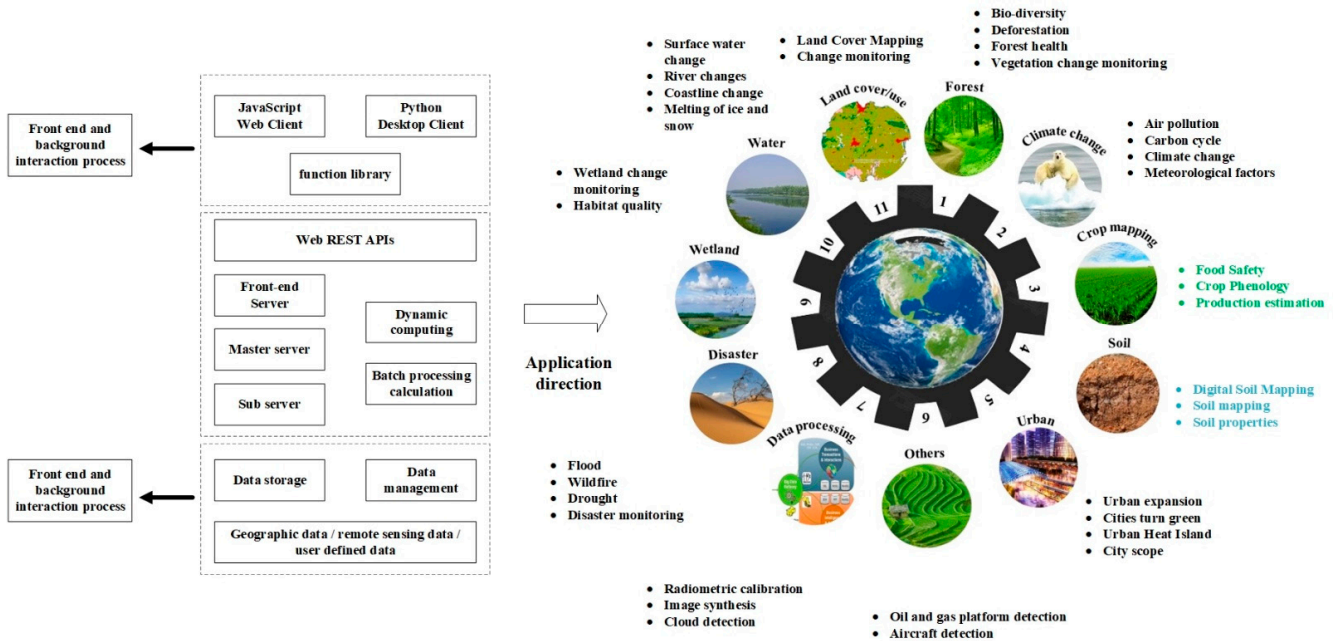 Front end and
background
interaction process
JavaScript
Web Client
Python
Desktop Client
function library
Web REST APIs
Front-end
Server
Master server
Sub server
Dynamic
computing
Batch processing
calculation
Front end and
background
interaction process
Data storage
Data
management
Geographic data / remote sensing data /
user defined data
Application
direction
• Surface water
change
• River changes
• Coastline change
• Melting of ice and
snow
• Land Cover Mapping
• Change monitoring
• Bio-diversity
• Deforestation
• Forest health
• Vegetation change monitoring
• Air pollution
• Carbon cycle
• Climate change
• Meteorological factors
• Wetland change
monitoring
• Habitat quality
Water
Land cover/use
Forest
Climate change
Crop mapping
• Food Safety
• Crop Phenology
• Production estimation
Soil
• Digital Soil Mapping
• Soil mapping
• Soil properties
Urban
• Urban expansion
• Cities turn green
• Urban Heat Island
• City scope
Others
• Oil and gas platform detection
• Aircraft detection
Data processing
• Radiometric calibration
• Image synthesis
• Cloud detection
Disaster
• Flood
• Wildfire
• Drought
• Disaster monitoring
Wetland
1
2
3
4
5
6
7
8
9
10
11